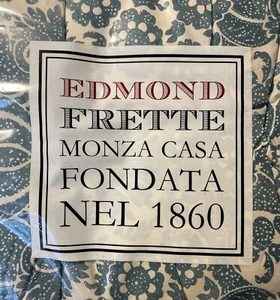 EDMOND
FRETTE
MONZA CASA
FONDATA
NEL 1860